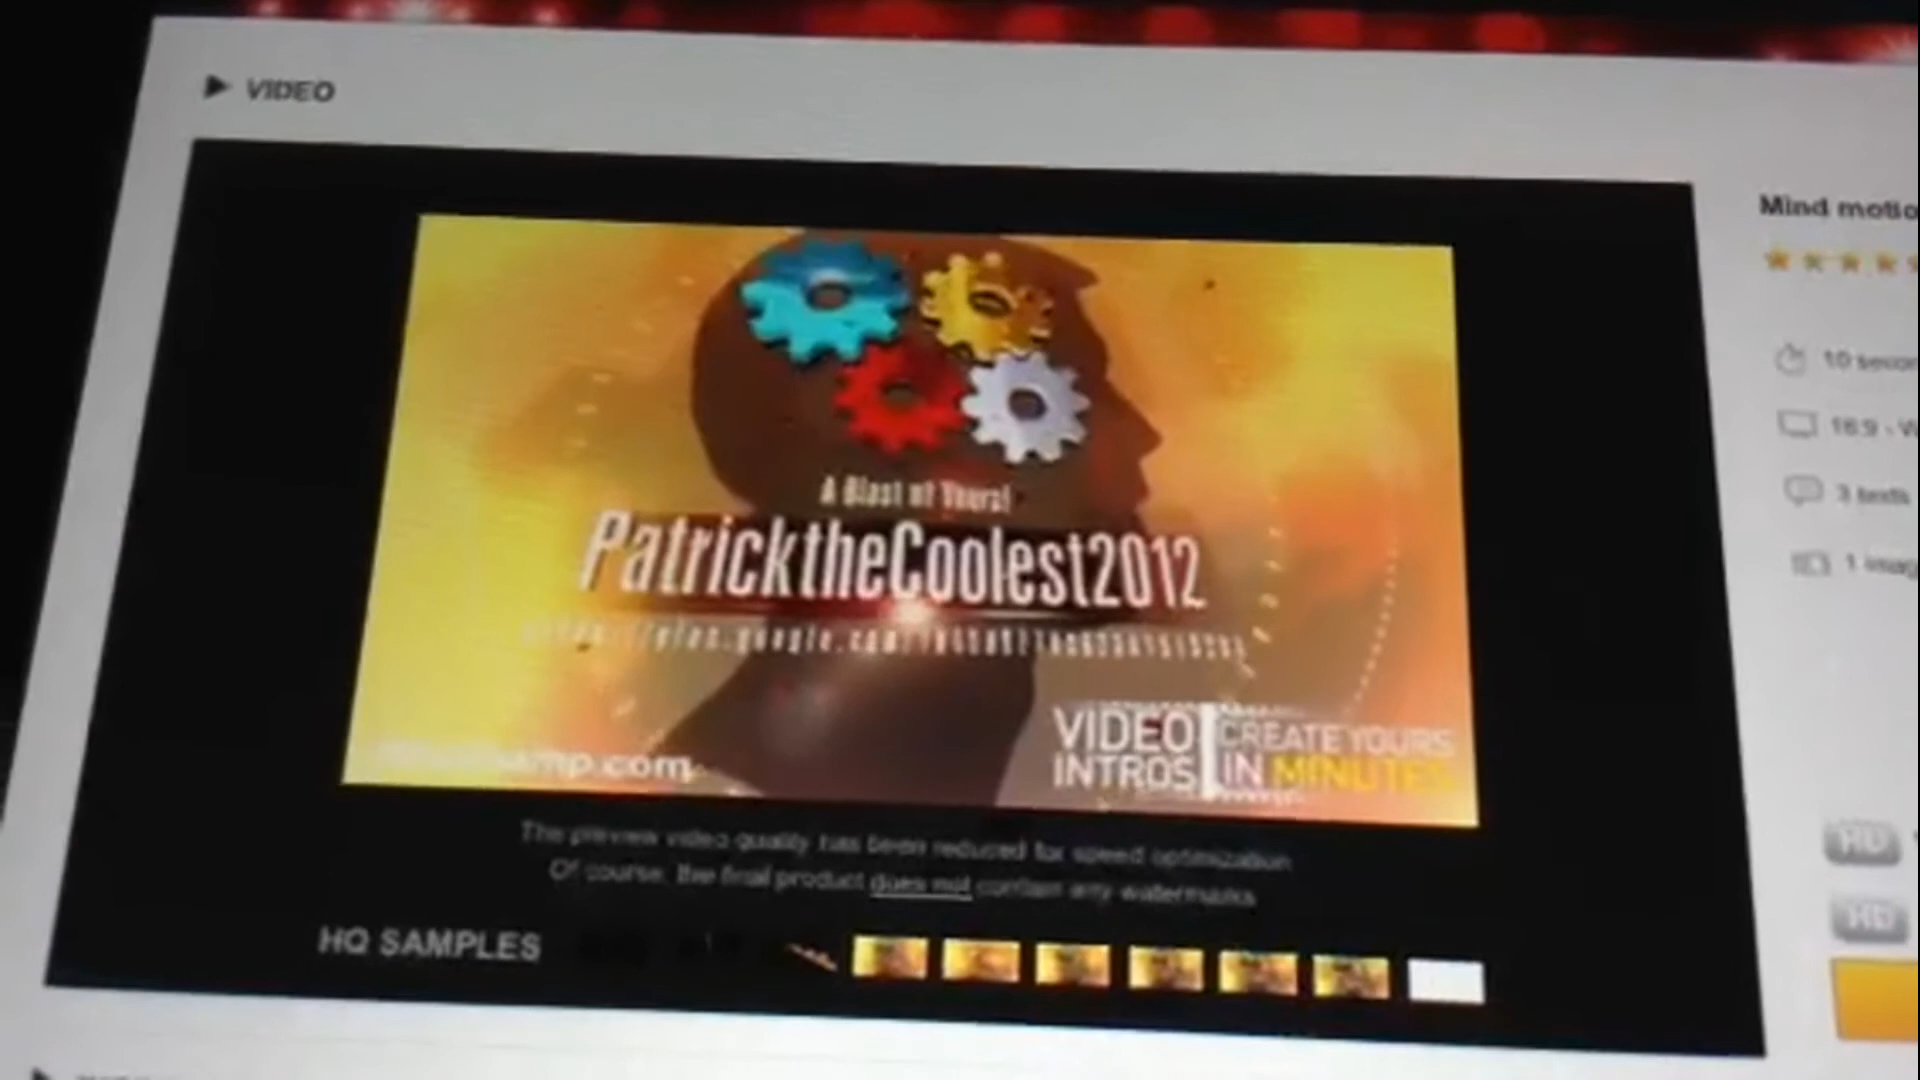 VIDEO
Mind motio
10 secon
16:9 - W
3 texts
1 imag
A Blast of Yours!
PatricktheCoolest2012
VIDEO INTROS
CREATE YOURS IN MINUTES
The preview video quality has been reduced for speed optimization
Of course, the final product does not contain any watermarks
HD
HD
HQ SAMPLES